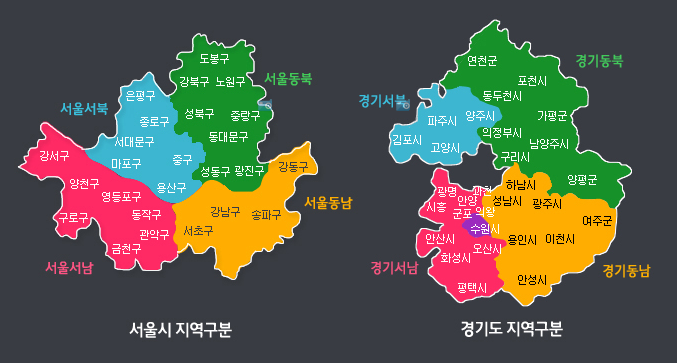 도봉구
강북구 노원구
서울동북
은평구
서울서북
종로구
성북구
중랑구
서대문구
동대문구
강서구
마포구
중구
성동구 광진구
강동구
양천구
용산구
영등포구
서울동남
구로구
동작구
강남구
송파구
관악구
서초구
금천구
서울서남
서울시 지역구분
연천군
경기동북
포천시
경기서북
동두천시
파주시
양주시
가평군
김포시
의정부시
고양시
남양주시
구리시
양평군
하남시
광명
과천
시흥
안양
성남시
광주시
군포
의왕
여주군
수원시
안산시
용인시
이천시
오산시
화성시
경기서남
경기동남
안성시
평택시
경기도 지역구분